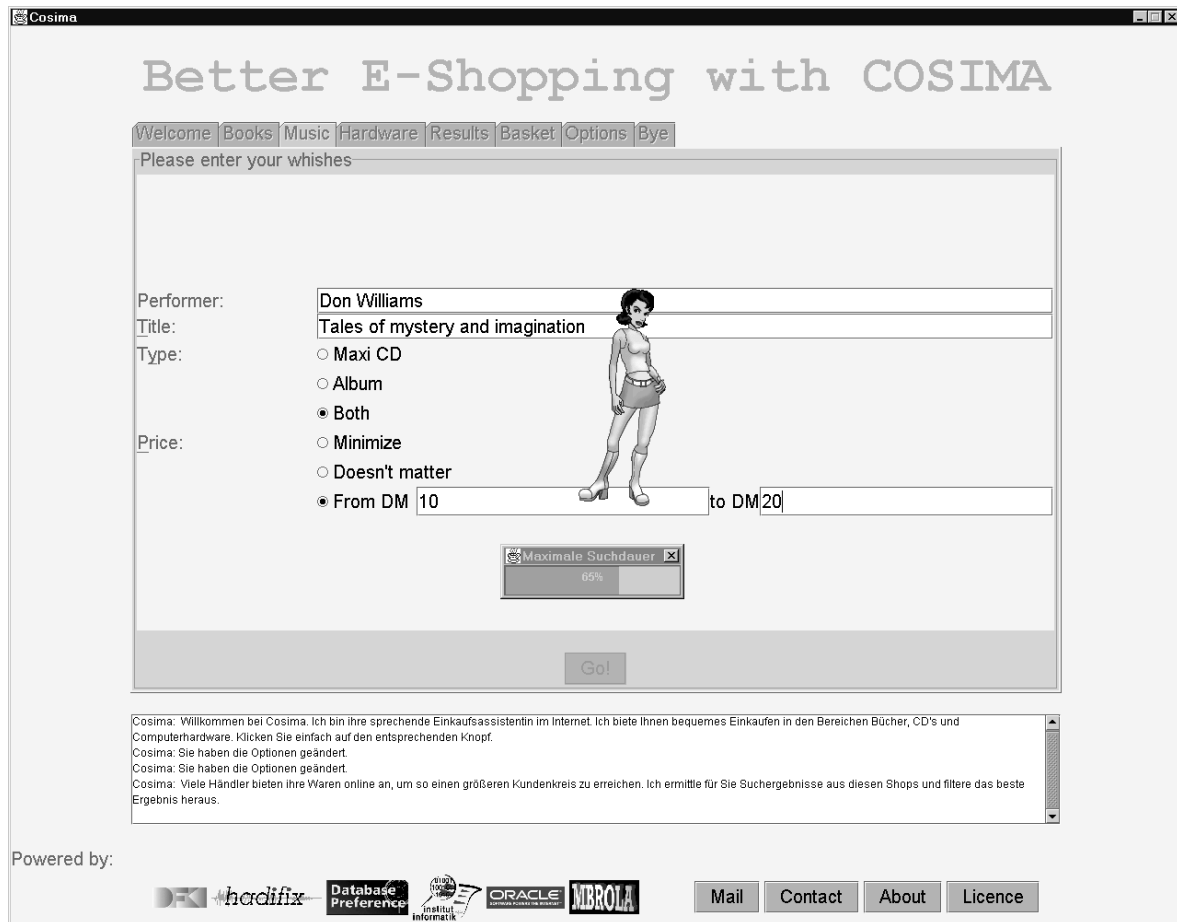 Cosima
Better E-Shopping with COSIMA
Welcome Books Music Hardware Results Basket Options Bye
Please enter your whishes
Performer: Don Williams
Title: Tales of mystery and imagination
Type: Maxi CD
Album
Both
Price: Minimize
Doesn't matter
From DM 10 to DM 20
Maximale Suchdauer
65%
Go!
Cosima: Willkommen bei Cosima. Ich bin ihre sprechende Einkaufsassistentin im Internet. Ich biete Ihnen bequemes Einkaufen in den Bereichen Bücher, CD's und
Computerhardware. Klicken Sie einfach auf den entsprechenden Knopf.
Cosima: Sie haben die Optionen geändert.
Cosima: Sie haben die Optionen geändert.
Cosima: Viele Händler bieten ihre Waren online an, um so einen größeren Kundenkreis zu erreichen. Ich ermittle für Sie Suchergebnisse aus diesen Shops und filtere das beste
Ergebnis heraus.
Powered by:
DFKI hadifix Database Preference institut informatik ORACLE MBROLA Mail Contact About Licence